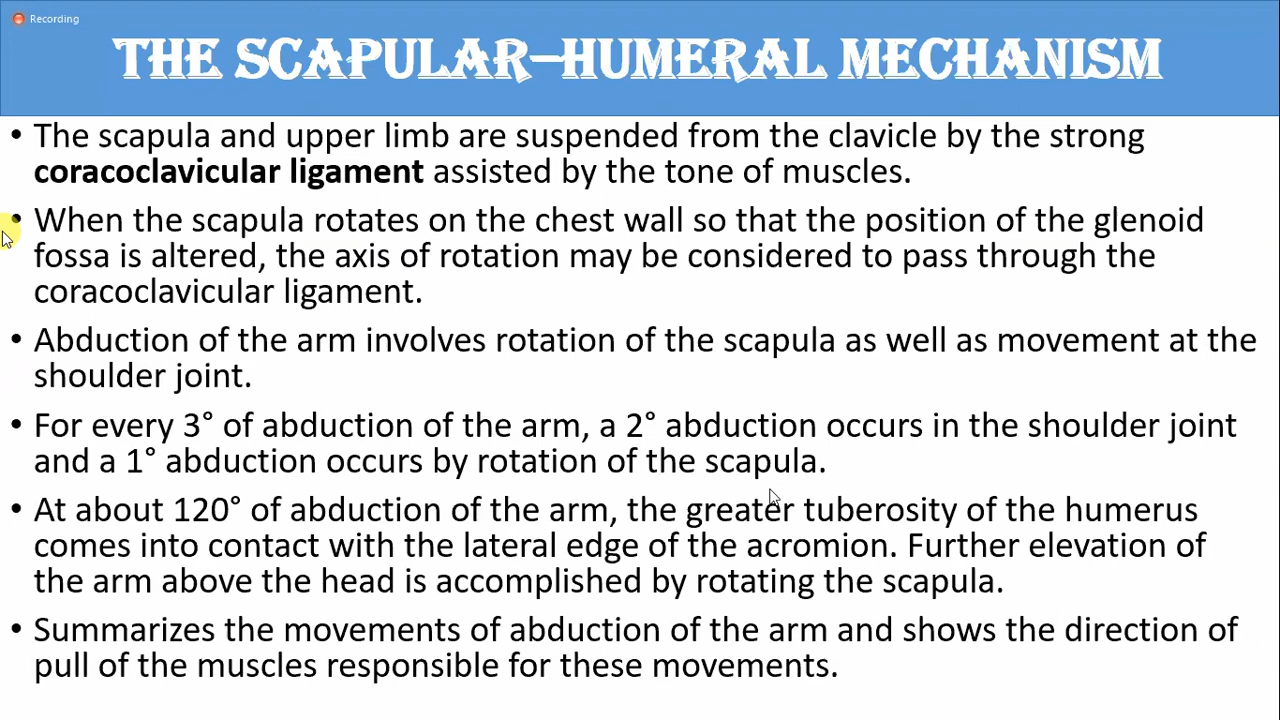 Recording
THE SCAPULAR–HUMERAL MECHANISM
• The scapula and upper limb are suspended from the clavicle by the strong
coracoclavicular ligament assisted by the tone of muscles.
• When the scapula rotates on the chest wall so that the position of the glenoid
fossa is altered, the axis of rotation may be considered to pass through the
coracoclavicular ligament.
• Abduction of the arm involves rotation of the scapula as well as movement at the
shoulder joint.
• For every 3° of abduction of the arm, a 2° abduction occurs in the shoulder joint
and a 1° abduction occurs by rotation of the scapula.
• At about 120° of abduction of the arm, the greater tuberosity of the humerus
comes into contact with the lateral edge of the acromion. Further elevation of
the arm above the head is accomplished by rotating the scapula.
• Summarizes the movements of abduction of the arm and shows the direction of
pull of the muscles responsible for these movements.